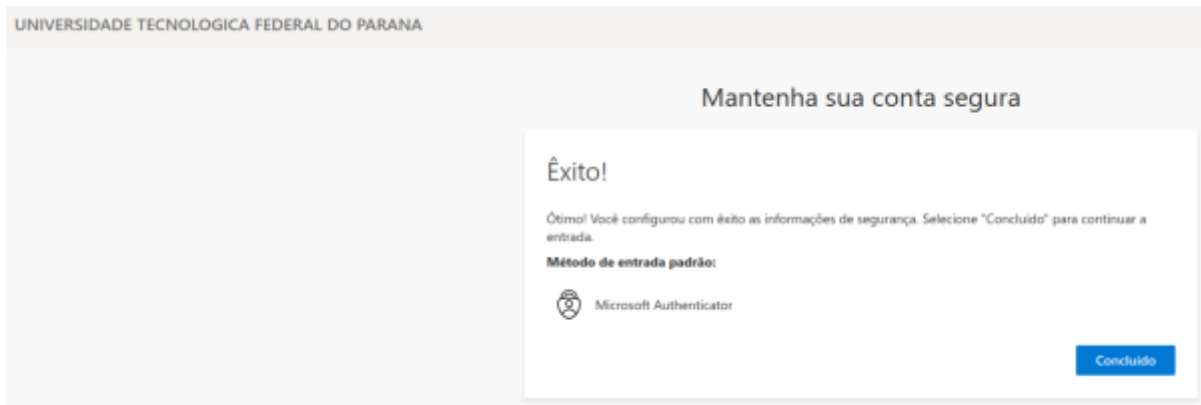 UNIVERSIDADE TECNOLOGICA FEDERAL DO PARANA
Mantenha sua conta segura
Êxito!
Ótimo! Você configurou com êxito as informações de segurança. Selecione "Concluído" para continuar a
entrada.
Método de entrada padrão:
Microsoft Authenticator
Concluído